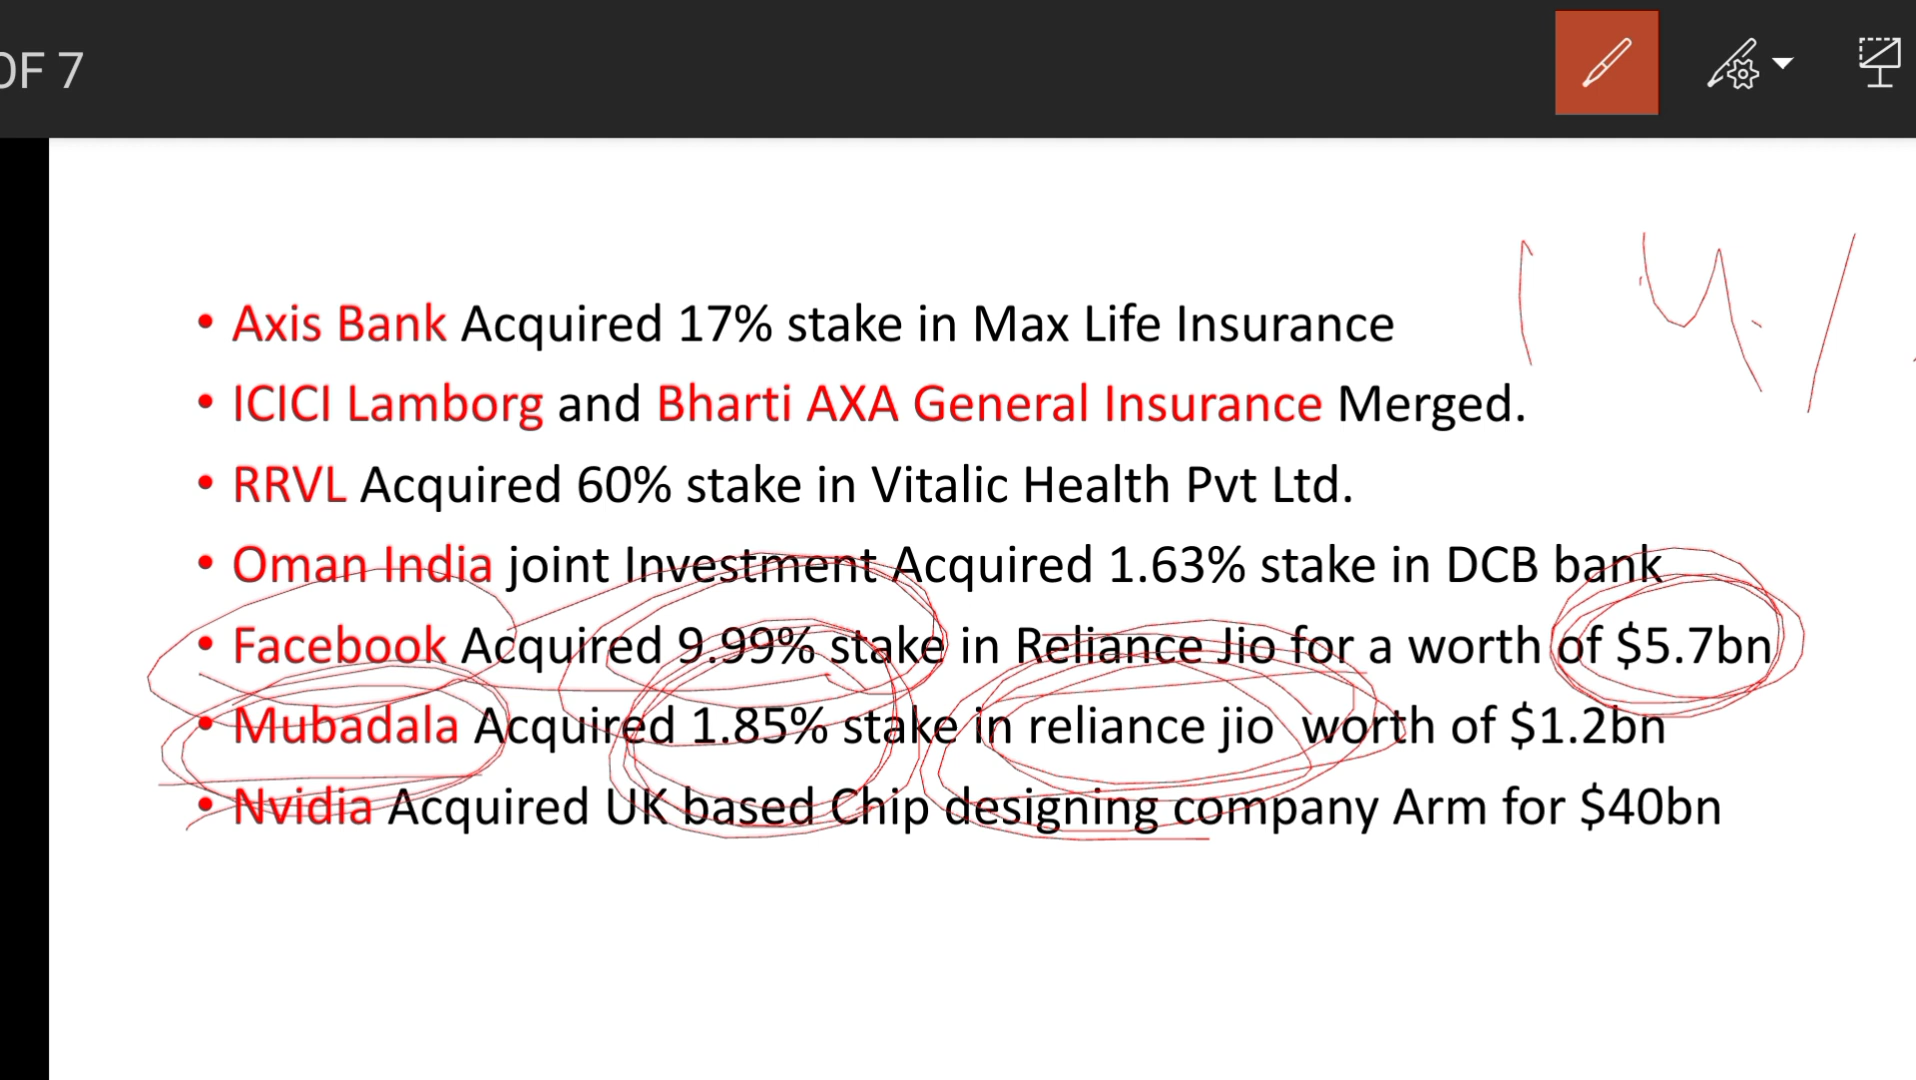 OF 7
• Axis Bank Acquired 17% stake in Max Life Insurance
• ICICI Lamborg and Bharti AXA General Insurance Merged.
• RRVL Acquired 60% stake in Vitalic Health Pvt Ltd.
• Oman India joint Investment Acquired 1.63% stake in DCB bank
• Facebook Acquired 9.99% stake in Reliance Jio for a worth of $5.7bn
• Mubadala Acquired 1.85% stake in reliance jio worth of $1.2bn
• Nvidia Acquired UK based Chip designing company Arm for $40bn